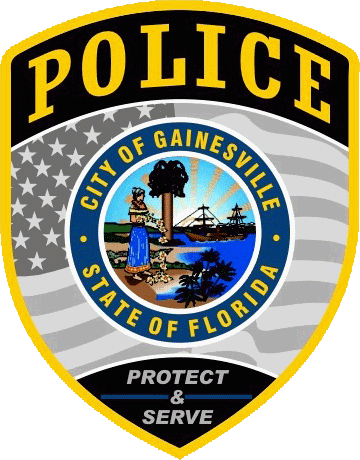 POLICE
CITY OF GAINESVILLE
STATE OF FLORIDA
PROTECT
&
SERVE